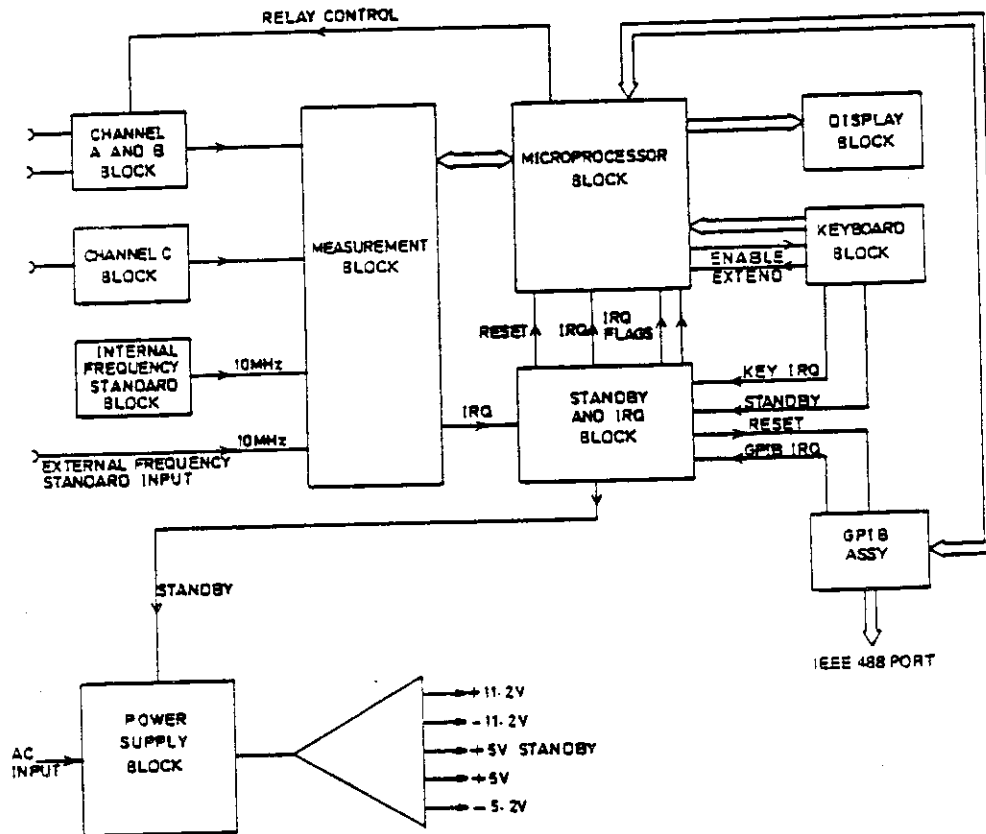 RELAY CONTROL
CHANNEL
A AND B
BLOCK
MICROPROCESSOR
BLOCK
DISPLAY
BLOCK
CHANNEL C
BLOCK
MEASUREMENT
BLOCK
KEYBOARD
BLOCK
ENABLE
EXTEND
RESET
IRQ
IRQ
FLAGS
INTERNAL
FREQUENCY
STANDARD
BLOCK
10MHz
KEY IRQ
STANDBY
AND IRQ
BLOCK
STANDBY
IRQ
RESET
10MHz
GPIB IRQ
EXTERNAL FREQUENCY
STANDARD INPUT
GPIB
ASSY
STANDBY
IEEE 488 PORT
POWER
SUPPLY
BLOCK
AC
INPUT
+11.2V
-11.2V
+5V STANDBY
+5V
-5.2V